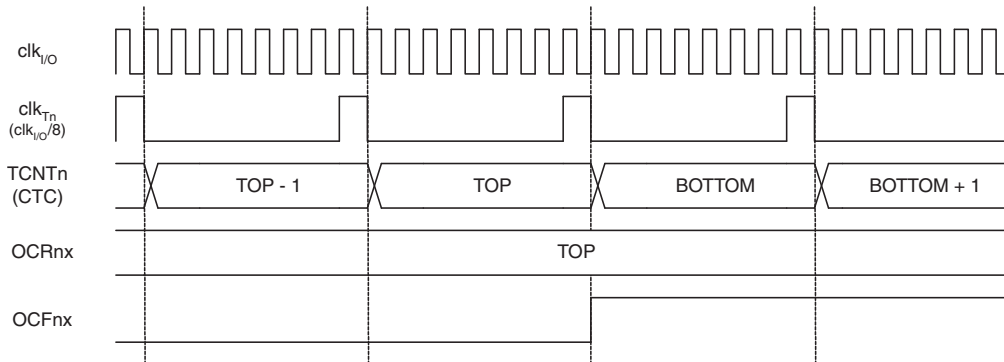 clkI/O
clkTn
(clkI/O/8)
TCNTn
(CTC)
TOP - 1
TOP
BOTTOM
BOTTOM + 1
OCRnx
TOP
OCFnx